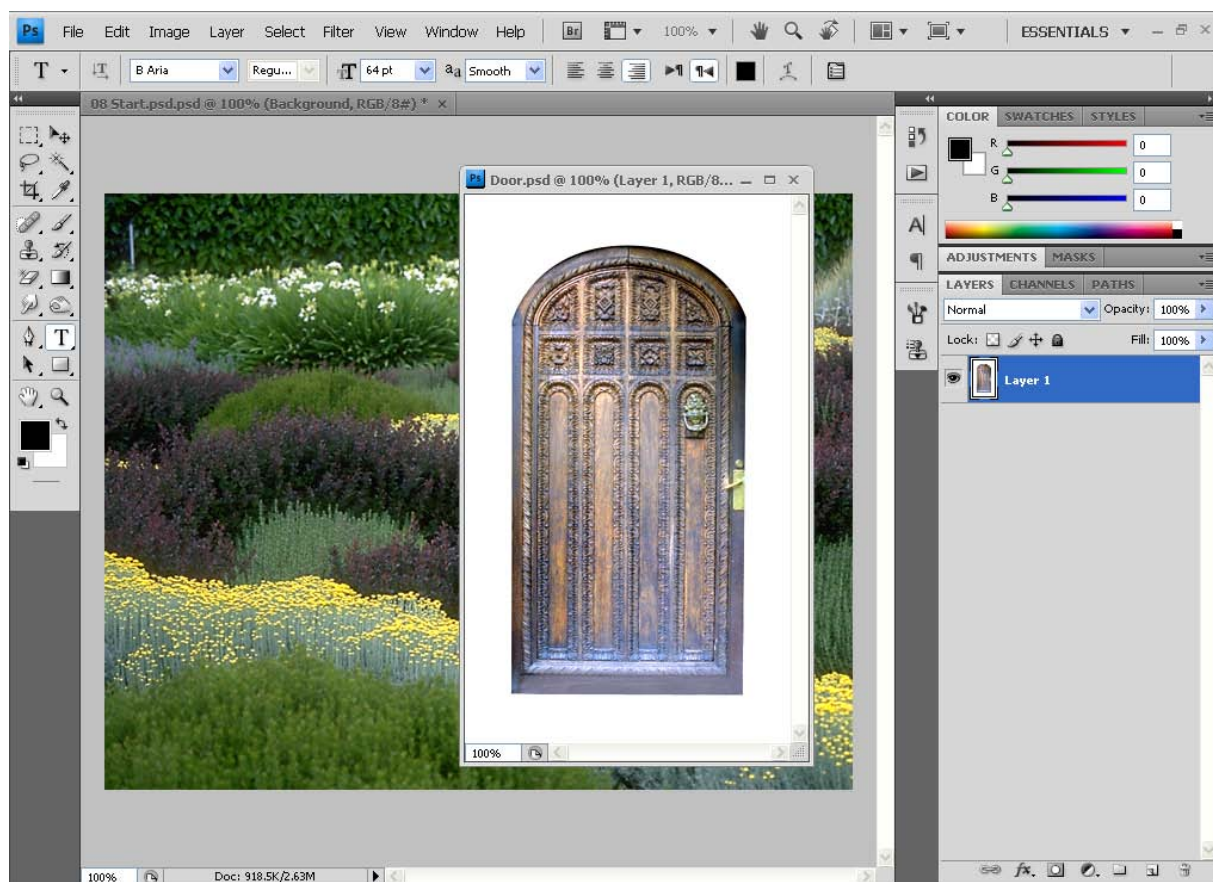 Ps File Edit Image Layer Select Filter View Window Help Br 100% ESSENTIALS
T B Aria Regu... 64 pt aa Smooth
08 Start.psd.psd @ 100% (Background, RGB/8#) * ×
COLOR SWATCHES STYLES
R 0
G 0
B 0
Ps Door.psd @ 100% (Layer 1, RGB/8...
A
ADJUSTMENTS MASKS
LAYERS CHANNELS PATHS
Normal Opacity: 100%
Lock: Fill: 100%
T
Layer 1
100%
100% Doc: 918.5K/2.63M
fx.